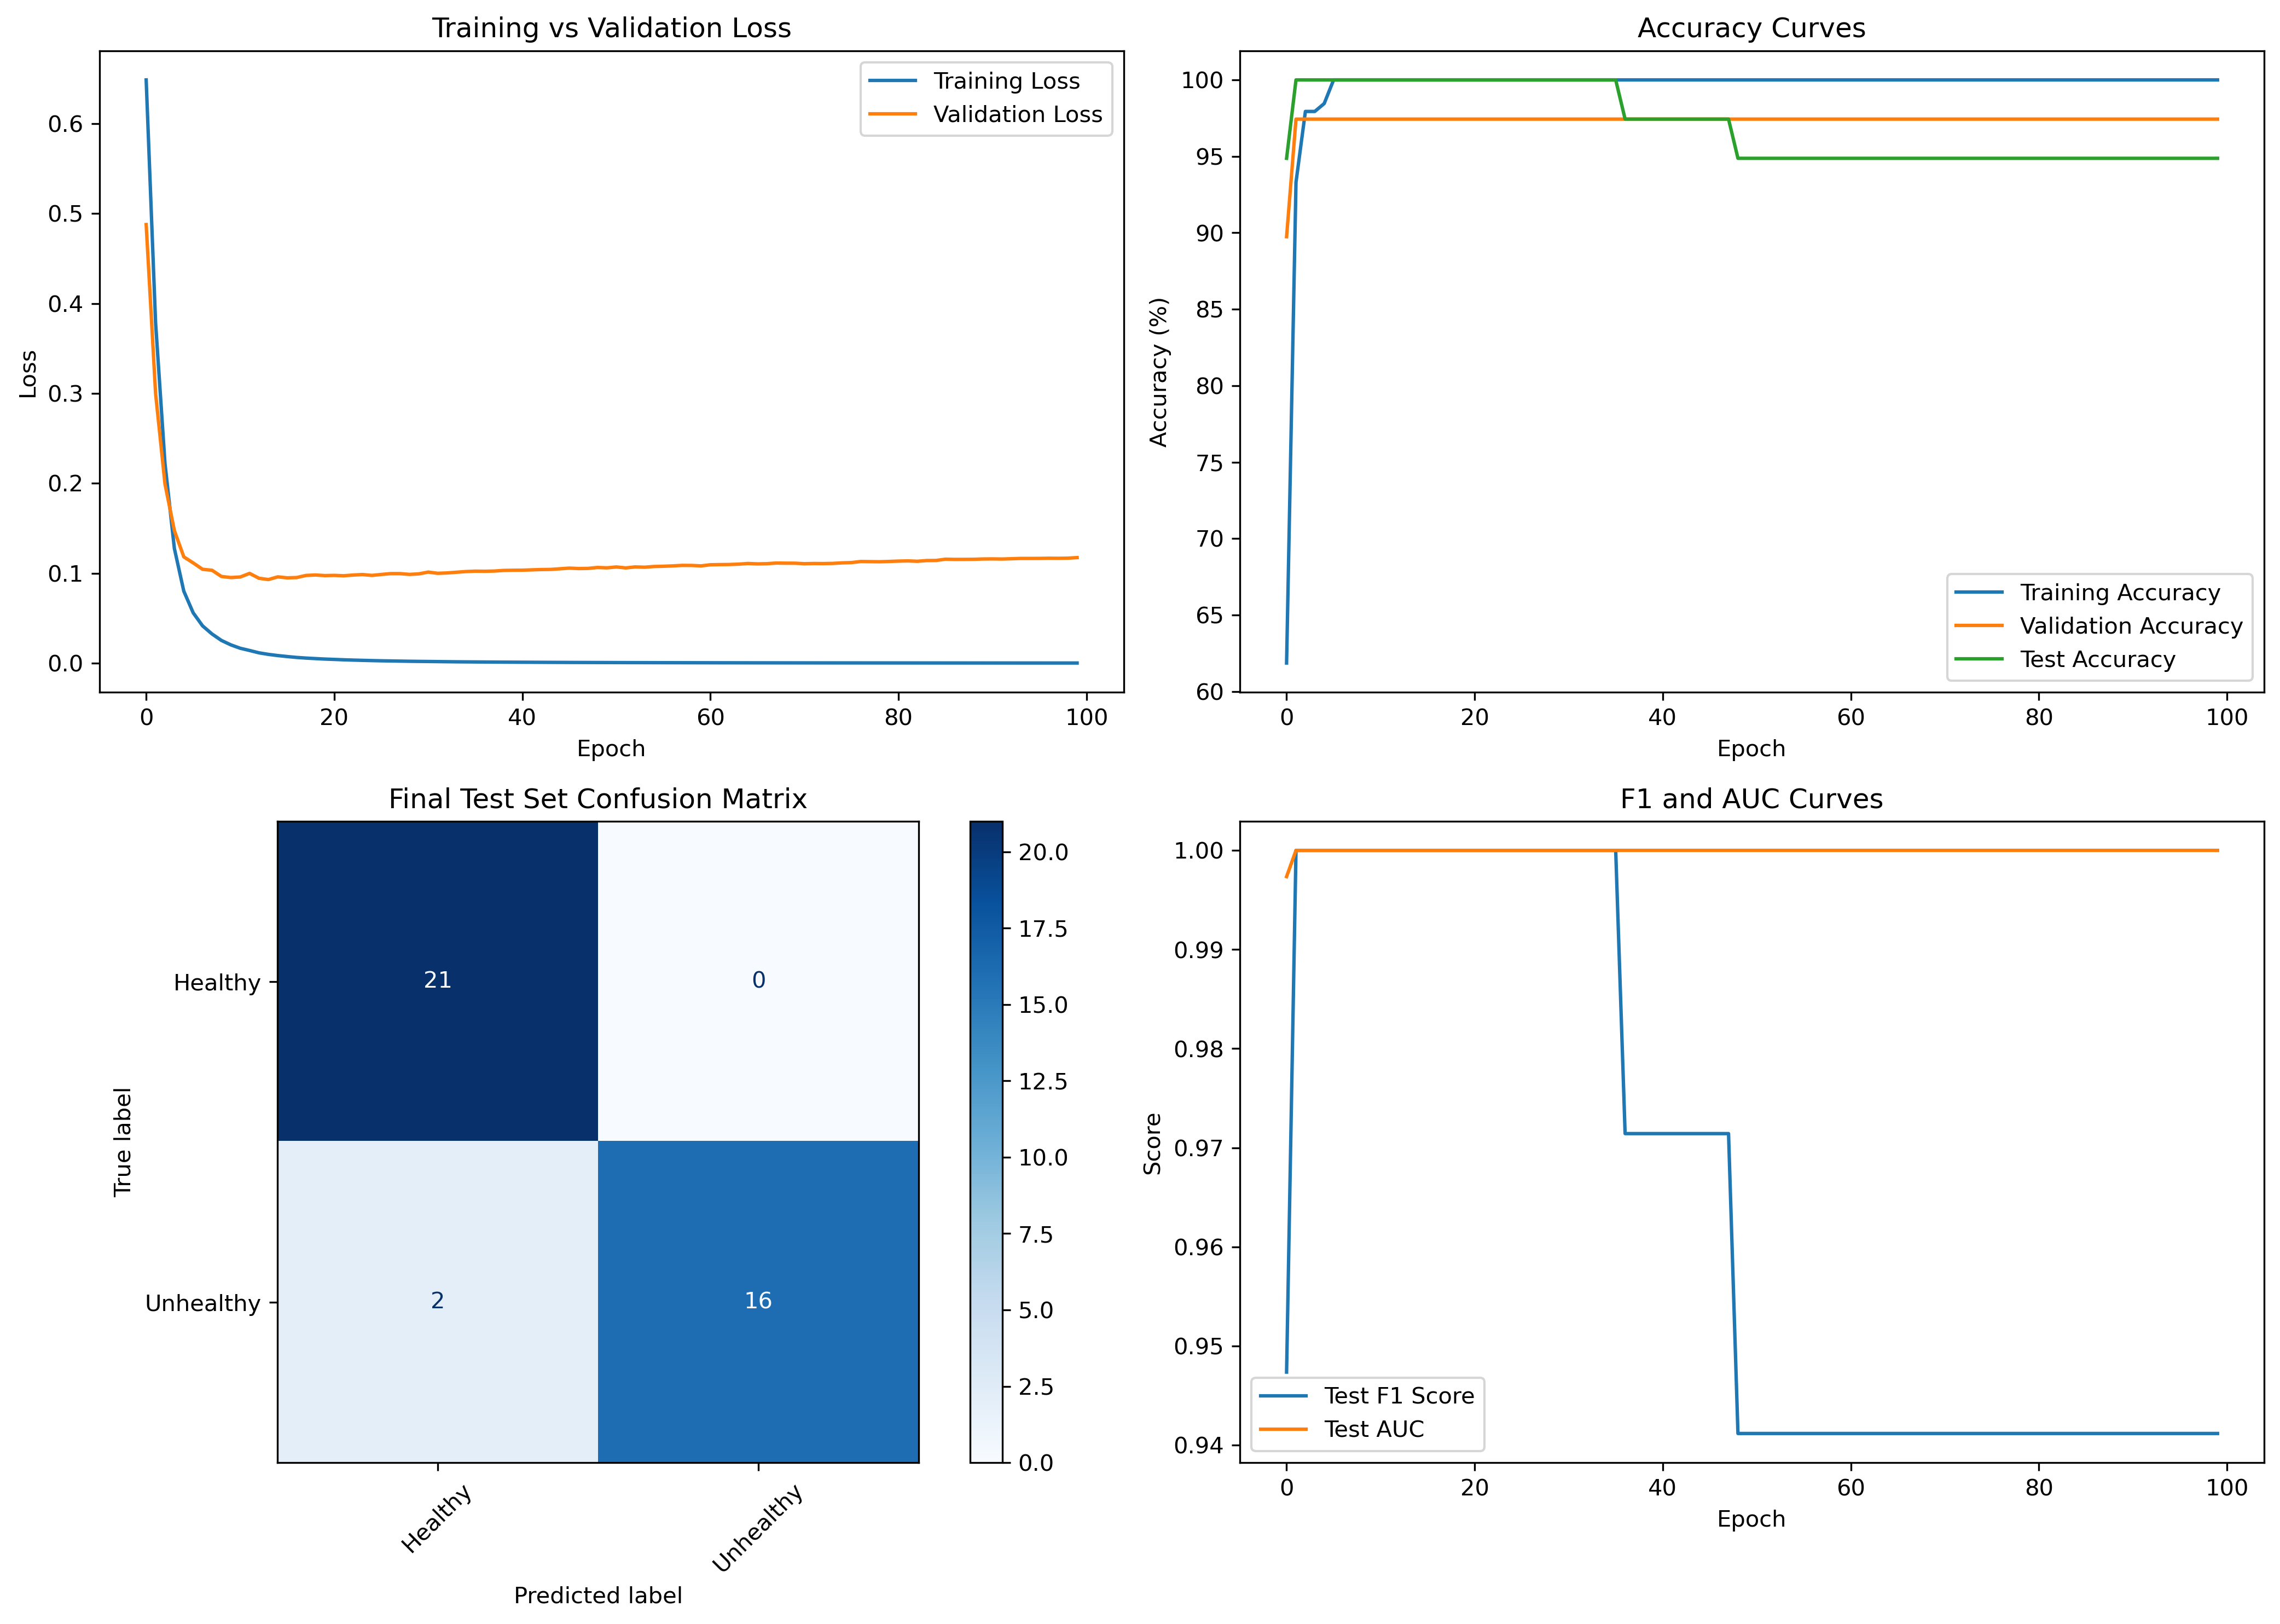 Training vs Validation Loss
Loss
0.6
0.5
0.4
0.3
0.2
0.1
0.0
Training Loss
Validation Loss
0 20 40 60 80 100
Epoch
Accuracy Curves
Accuracy (%)
100
95
90
85
80
75
70
65
60
Training Accuracy
Validation Accuracy
Test Accuracy
0 20 40 60 80 100
Epoch
Final Test Set Confusion Matrix
True label
Healthy
Unhealthy
21 0
2 16
Healthy Unhealthy
Predicted label
20.0
17.5
15.0
12.5
10.0
7.5
5.0
2.5
0.0
F1 and AUC Curves
Score
1.00
0.99
0.98
0.97
0.96
0.95
0.94
Test F1 Score
Test AUC
0 20 40 60 80 100
Epoch